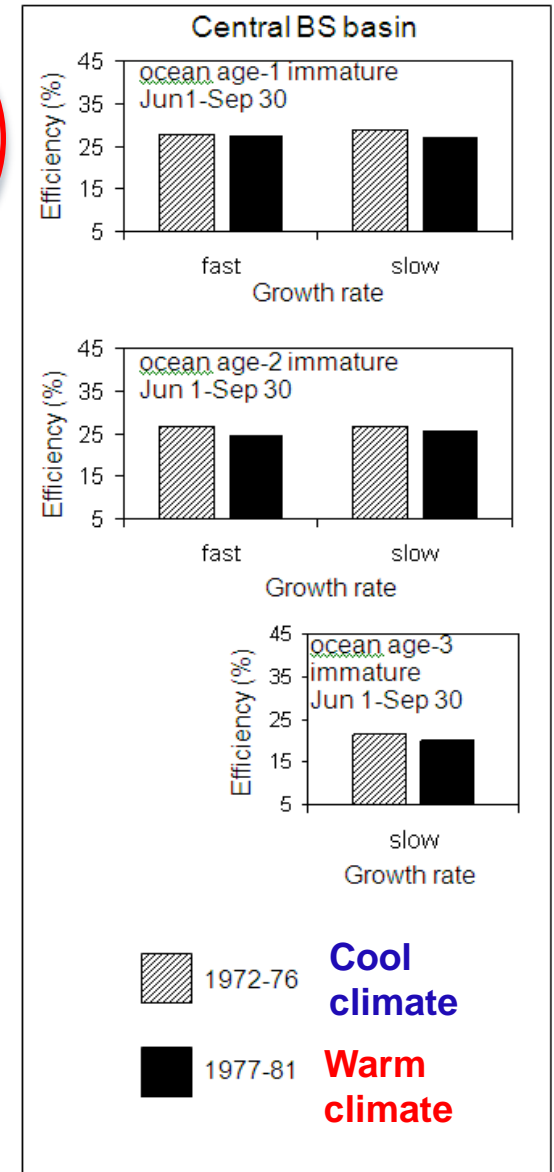 Central BS basin
45
35
25
15
5
Efficiency (%)
ocean age-1 immature
Jun1-Sep 30
fast
slow
Growth rate
45
35
25
15
5
Efficiency (%)
ocean age-2 immature
Jun 1-Sep 30
fast
slow
Growth rate
45
35
25
15
5
Efficiency (%)
ocean age-3
immature
Jun 1-Sep 30
slow
Growth rate
1972-76
Cool
climate
1977-81
Warm
climate